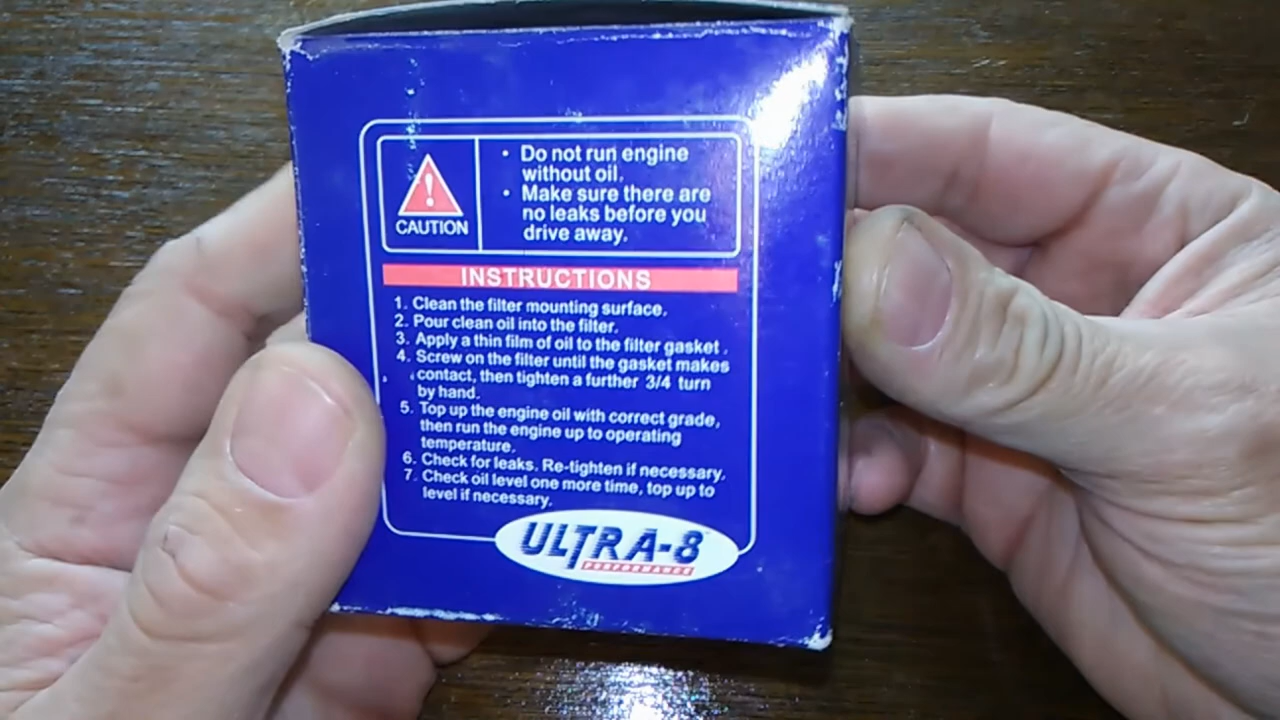 • Do not run engine
without oil.
• Make sure there are
no leaks before you
drive away.
CAUTION
INSTRUCTIONS
1. Clean the filter mounting surface.
2. Pour clean oil into the filter.
3. Apply a thin film of oil to the filter gasket.
4. Screw on the filter until the gasket makes
contact, then tighten a further 3/4 turn
by hand.
5. Top up the engine oil with correct grade,
then run the engine up to operating
temperature.
6. Check for leaks. Re-tighten if necessary.
7. Check oil level one more time, top up to
level if necessary.
ULTRA-8
PERFORMANCE